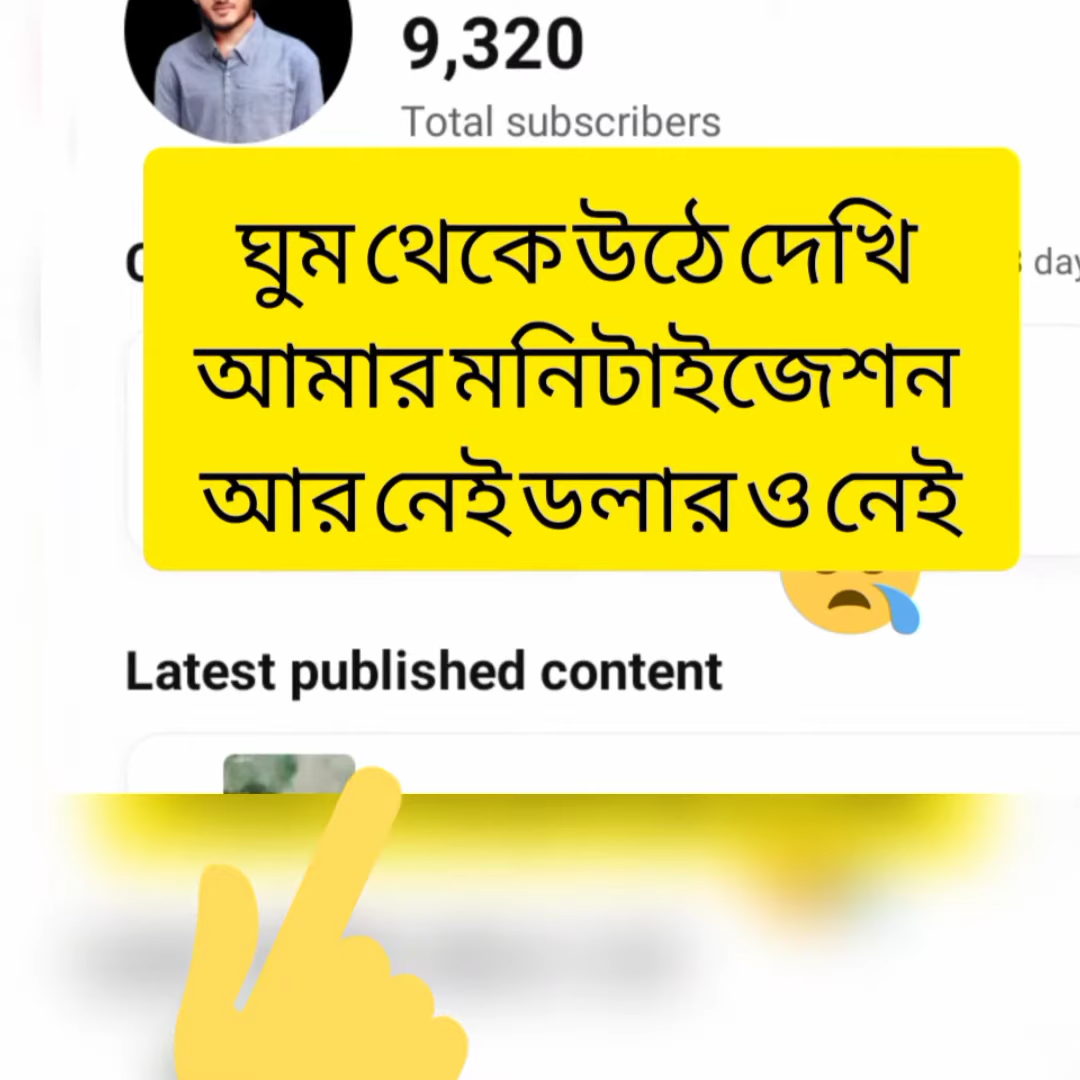 9,320
Total subscribers
ঘুম থেকে উঠে দেখি
আমার মনিটাইজেশন
আর নেই ডলার ও নেই
Latest published content